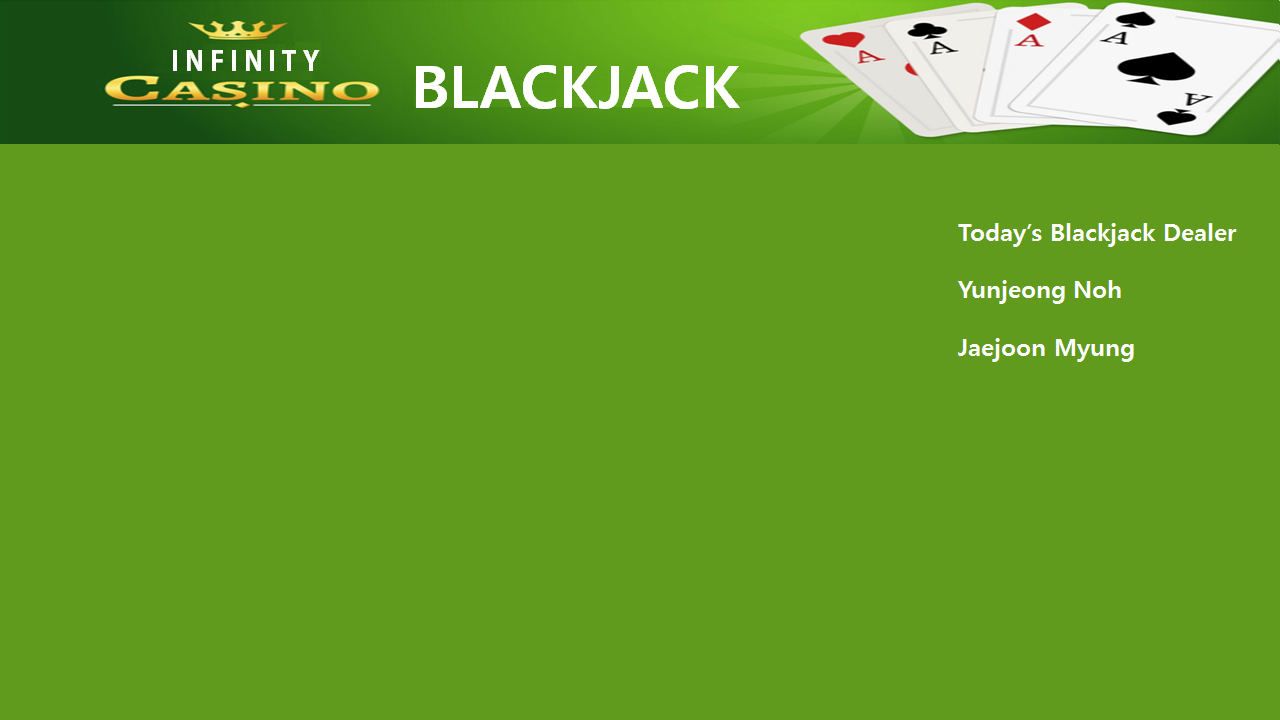 INFINITY
CASINO
BLACKJACK
A
A
A
A
A
Today’s Blackjack Dealer
Yunjeong Noh
Jaejoon Myung